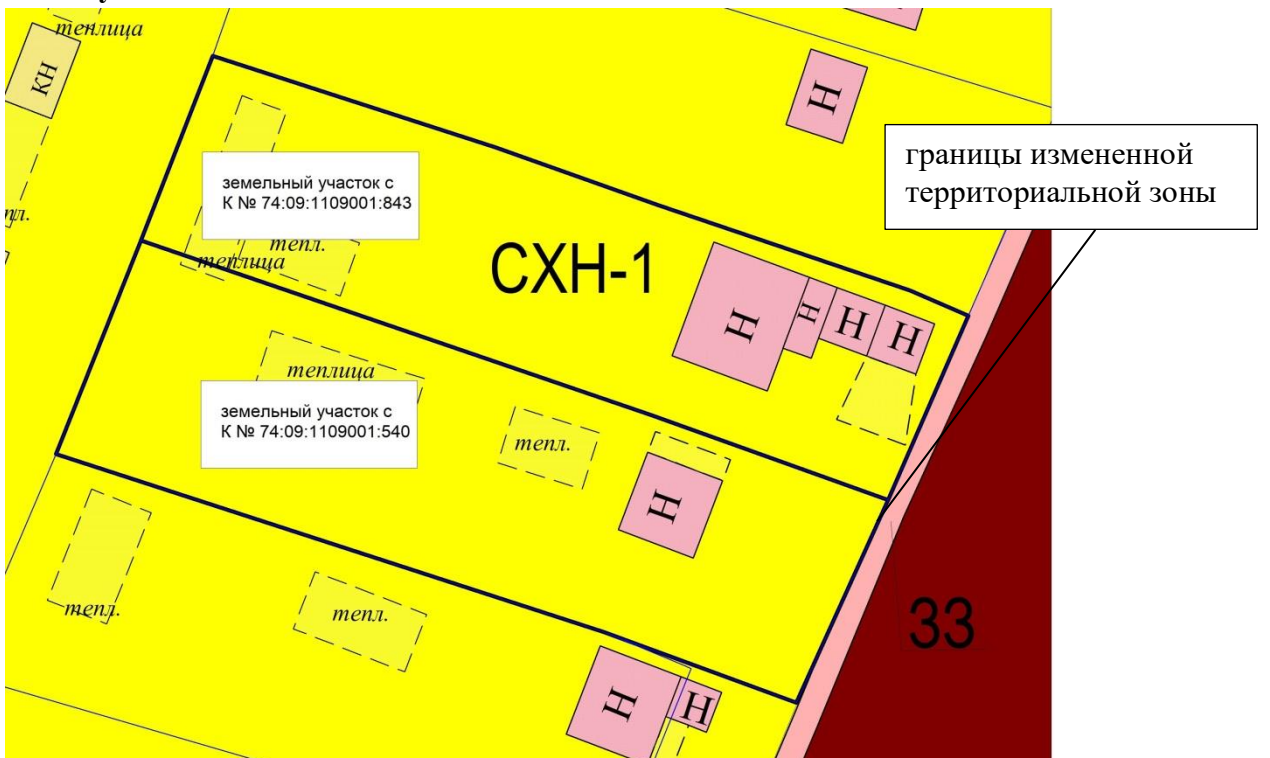 теплица
КН
Н
границы измененной
территориальной зоны
земельный участок с
К № 74:09:1109001:843
тепл.
теплица
СХН-1
Н
Н
Н
Н
теплица
земельный участок с
К № 74:09:1109001:540
тепл.
Н
тепл.
тепл.
33
Н
Н